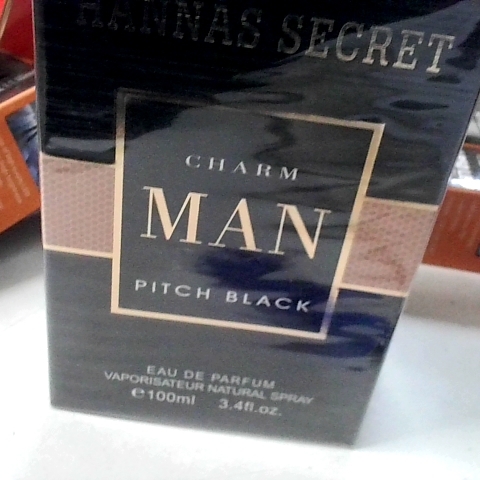 HANNAS SECRET
CHARM
MAN
PITCH BLACK
EAU DE PARFUM
VAPORISATEUR NATURAL SPRAY
℮100ml 3.4fl.oz.